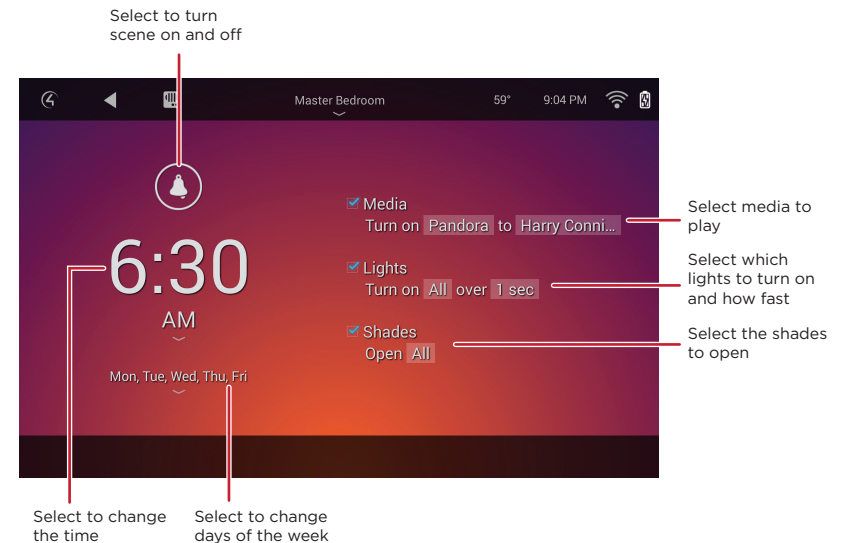 Select to turn
scene on and off
Master Bedroom
59°
9:04 PM
6:30
AM
Mon, Tue, Wed, Thu, Fri
Media
Turn on Pandora to Harry Conni...
Lights
Turn on All over 1 sec
Shades
Open All
Select media to
play
Select which
lights to turn on
and how fast
Select the shades
to open
Select to change
the time
Select to change
days of the week